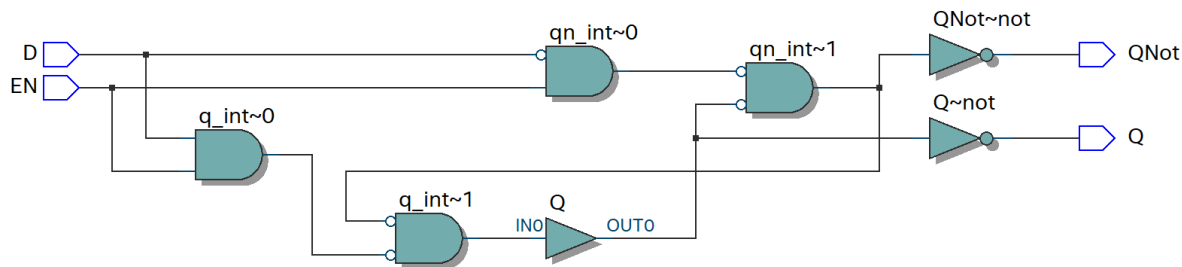 QNot~not
qn_int~0
qn_int~1
D
QNot
EN
Q~not
q_int~0
Q
q_int~1
Q
IN0
OUT0